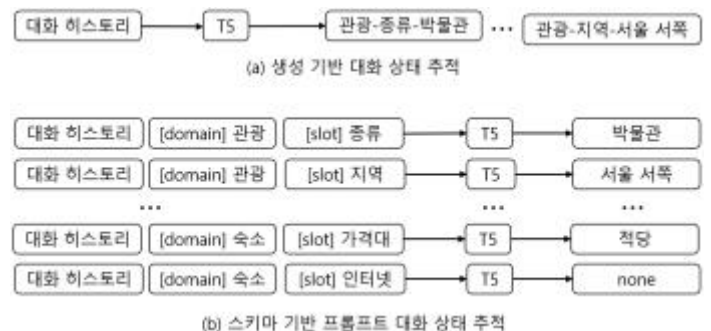 대화 히스토리 T5 관광-종류-박물관 ... 관광-지역-서울 서쪽
(a) 생성 기반 대화 상태 추적
대화 히스토리 [domain] 관광 [slot] 종류 T5 박물관
대화 히스토리 [domain] 관광 [slot] 지역 T5 서울 서쪽
... ... ...
대화 히스토리 [domain] 숙소 [slot] 가격대 T5 적당
대화 히스토리 [domain] 숙소 [slot] 인터넷 T5 none
(b) 스키마 기반 프롬프트 대화 상태 추적